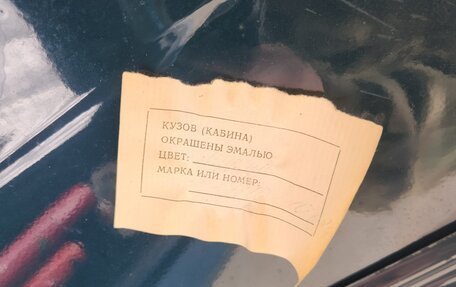 КУЗОВ (КАБИНА)
ОКРАШЕНЫ ЭМАЛЬЮ
ЦВЕТ:
МАРКА ИЛИ НОМЕР: